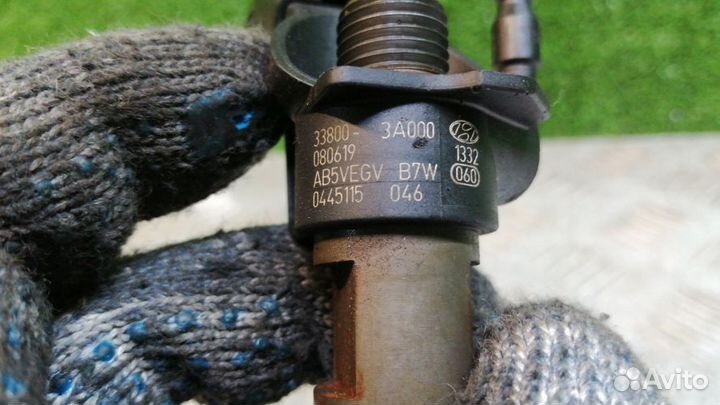 33800- 3A000
080619 1332
AB5VEGV B7W 060
0445115 046
Avito